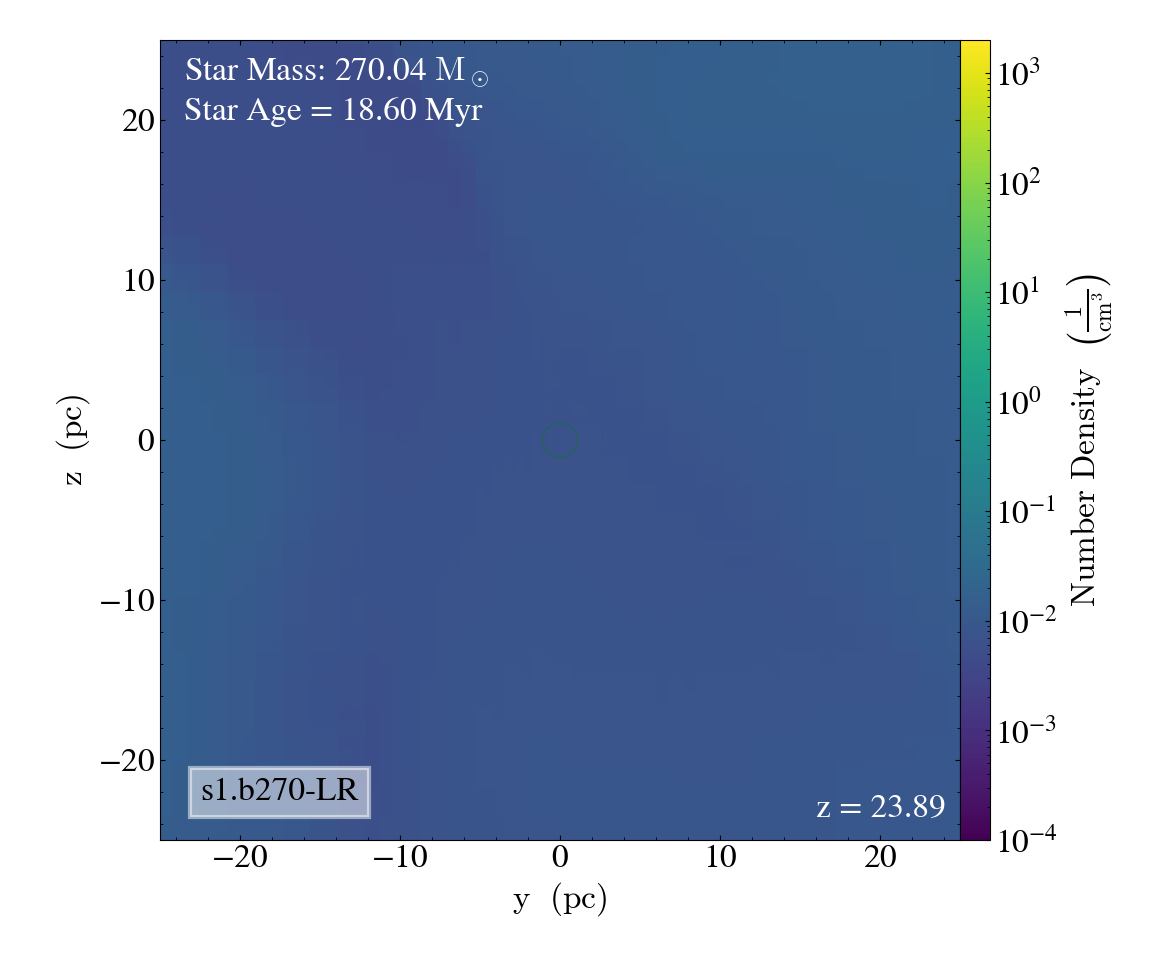 Star Mass: 270.04 M⊙
Star Age = 18.60 Myr
20
10
0
−10
−20
z (pc)
s1.b270-LR
z = 23.89
−20 −10 0 10 20
y (pc)
10³
10²
10¹
10⁰
10⁻¹
10⁻²
10⁻³
10⁻⁴
Number Density (1/cm³)